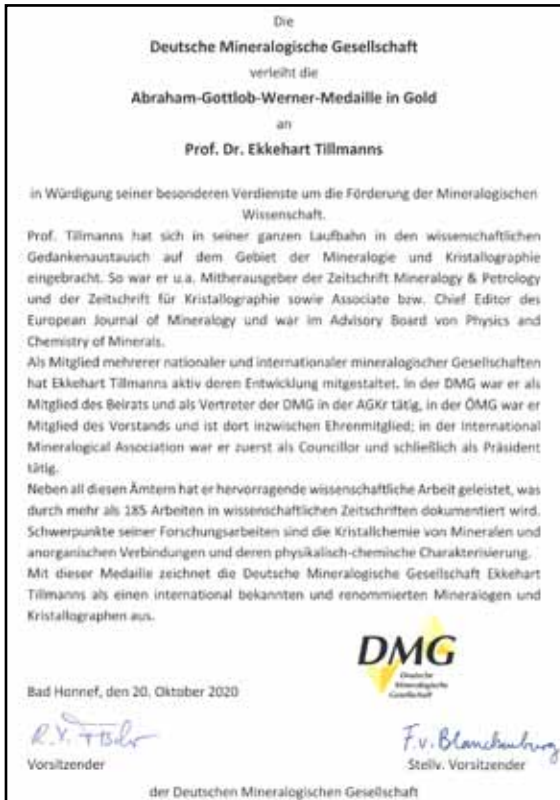 Die
Deutsche Mineralogische Gesellschaft
verleiht die
Abraham-Gottlob-Werner-Medaille in Gold
an
Prof. Dr. Ekkehart Tillmanns
in Würdigung seiner besonderen Verdienste um die Förderung der Mineralogischen
Wissenschaft.
Prof. Tillmanns hat sich in seiner ganzen Laufbahn in den wissenschaftlichen
Gedankenaustausch auf dem Gebiet der Mineralogie und Kristallographie
eingebracht. So war er u.a. Mitherausgeber der Zeitschrift Mineralogy & Petrology
und der Zeitschrift für Kristallographie sowie Associate bzw. Chief Editor des
European Journal of Mineralogy und war im Advisory Board von Physics and
Chemistry of Minerals.
Als Mitglied mehrerer nationaler und internationaler mineralogischer Gesellschaften
hat Ekkehart Tillmanns aktiv deren Entwicklung mitgestaltet. In der DMG war er als
Mitglied des Beirats und als Vertreter der DMG in der AGKr tätig, in der ÖMG war er
Mitglied des Vorstands und ist dort inzwischen Ehrenmitglied; in der International
Mineralogical Association war er zuerst als Councillor und schließlich als Präsident
tätig.
Neben all diesen Ämtern hat er hervorragende wissenschaftliche Arbeit geleistet, was
durch mehr als 185 Arbeiten in wissenschaftlichen Zeitschriften dokumentiert wird.
Schwerpunkte seiner Forschungsarbeiten sind die Kristallchemie von Mineralen und
anorganischen Verbindungen und deren physikalisch-chemische Charakterisierung.
Mit dieser Medaille zeichnet die Deutsche Mineralogische Gesellschaft Ekkehart
Tillmanns als einen international bekannten und renommierten Mineralogen und
Kristallographen aus.
DMG
Deutsche
Mineralogische
Gesellschaft
Bad Honnef, den 20. Oktober 2020
F.v. Blanckenburg
Vorsitzender
Stellv. Vorsitzender
der Deutschen Mineralogischen Gesellschaft